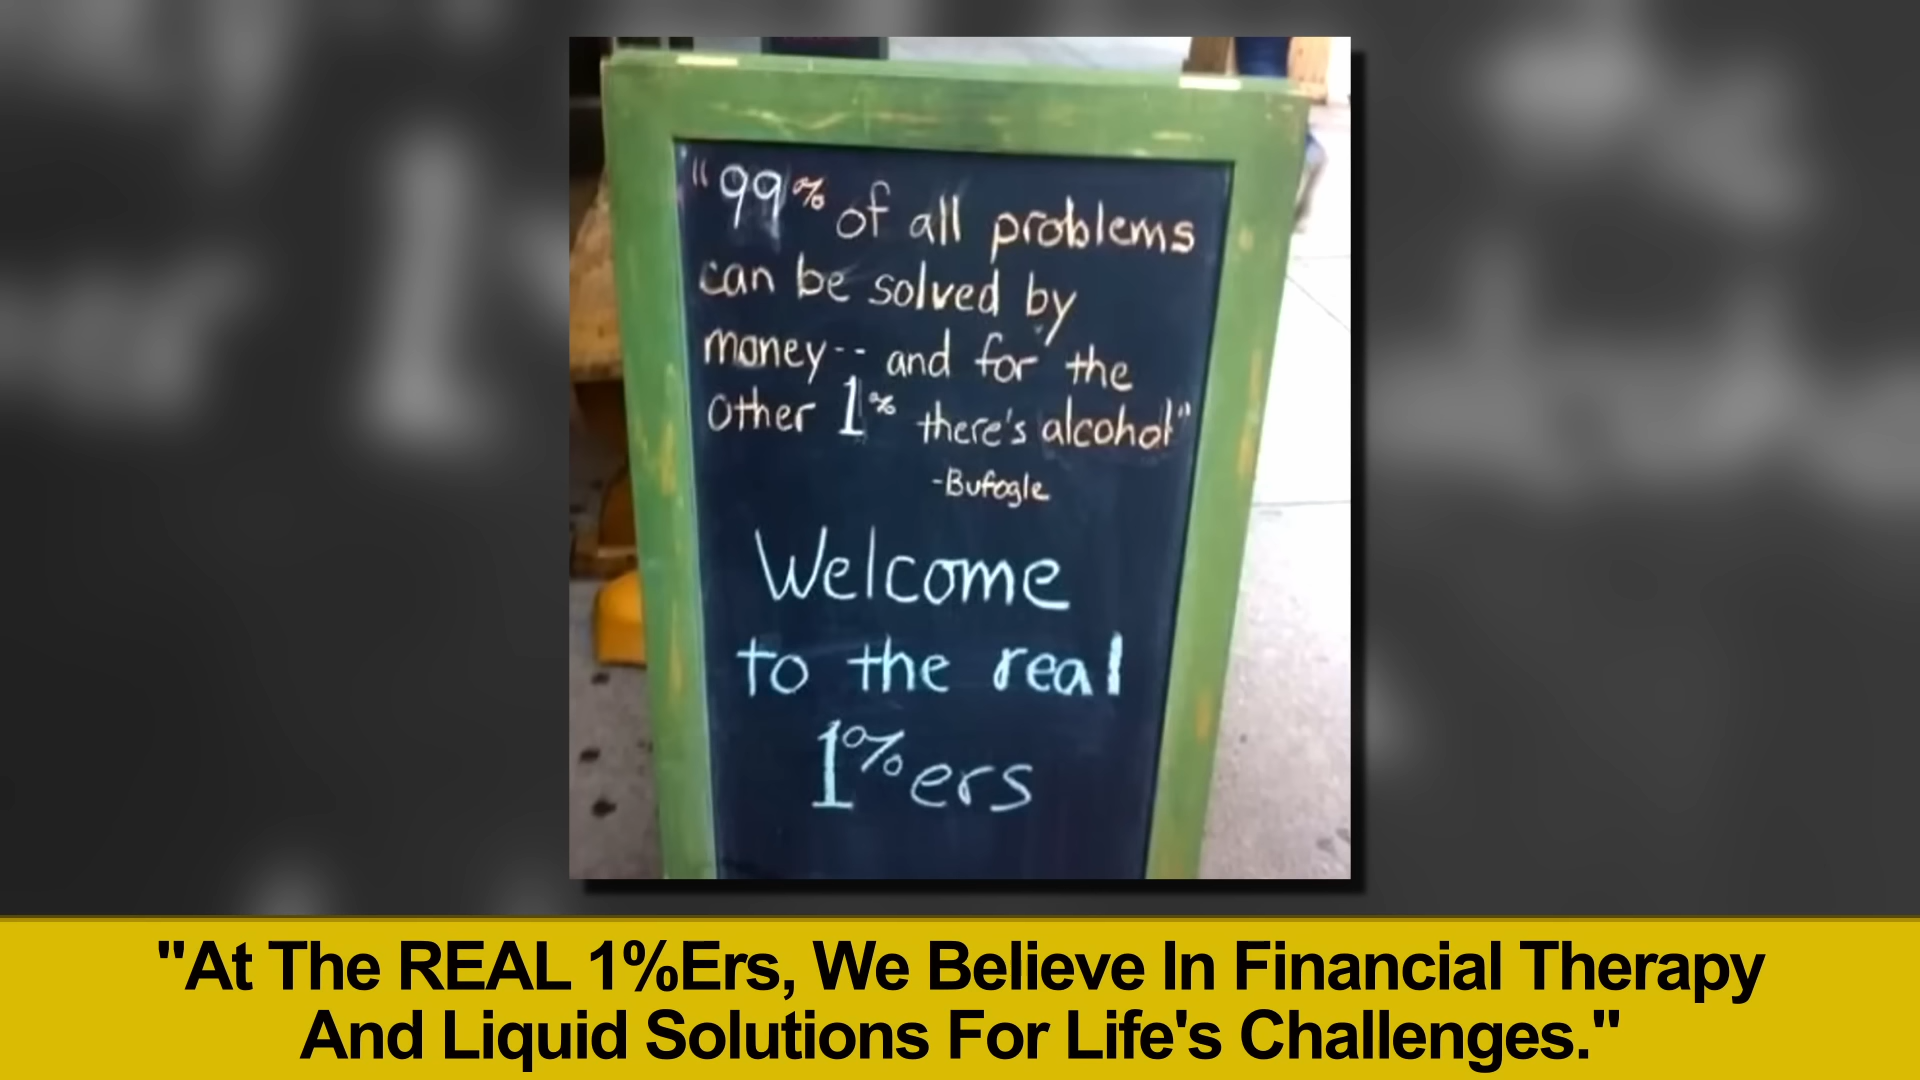 "99% of all problems
can be solved by
money-- and for the
other 1% there's alcohol"
-Bufogle
Welcome
to the real
1%ers
"At The REAL 1%Ers, We Believe In Financial Therapy
And Liquid Solutions For Life's Challenges."